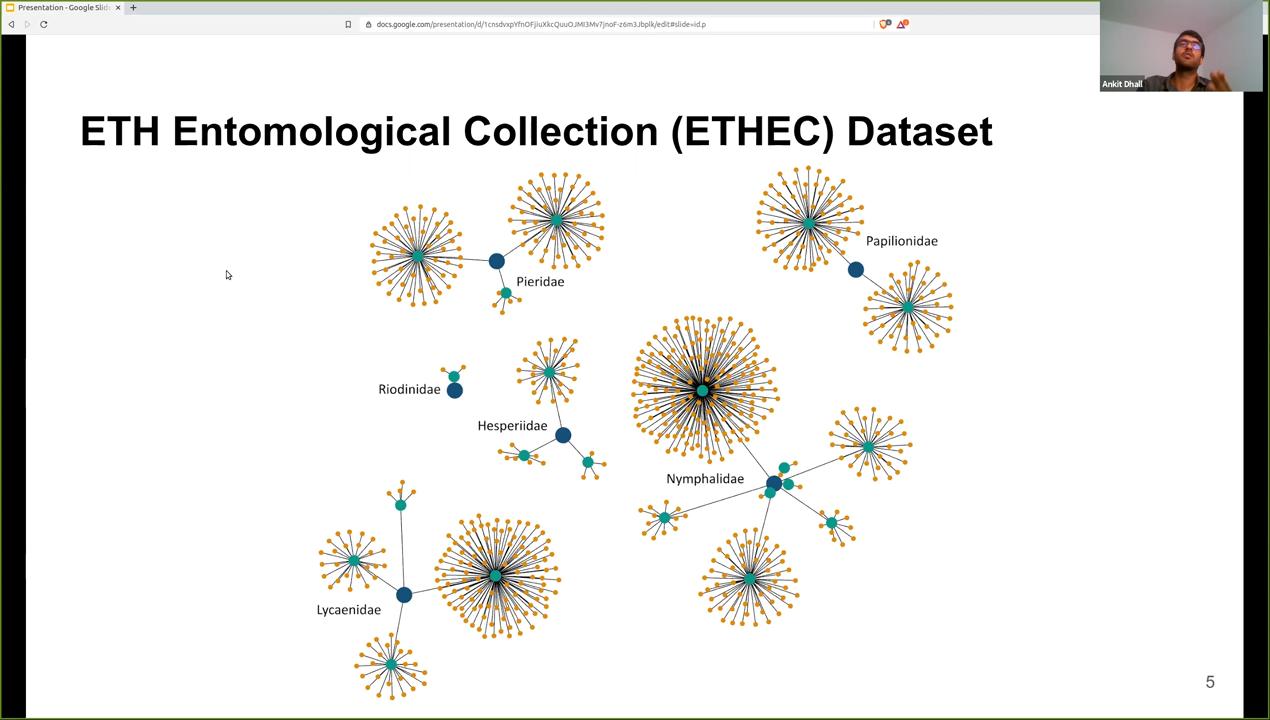 Presentation - Google Slid
docs.google.com/presentation/d/1cnsdvxpYfnOFjiuXkcQuuOJMI3Mv7jnoF-z6m3Jbplk/edit#slide=id.p
Ankit Dhall
ETH Entomological Collection (ETHEC) Dataset
Papilionidae
Pieridae
Riodinidae
Hesperiidae
Nymphalidae
Lycaenidae
5